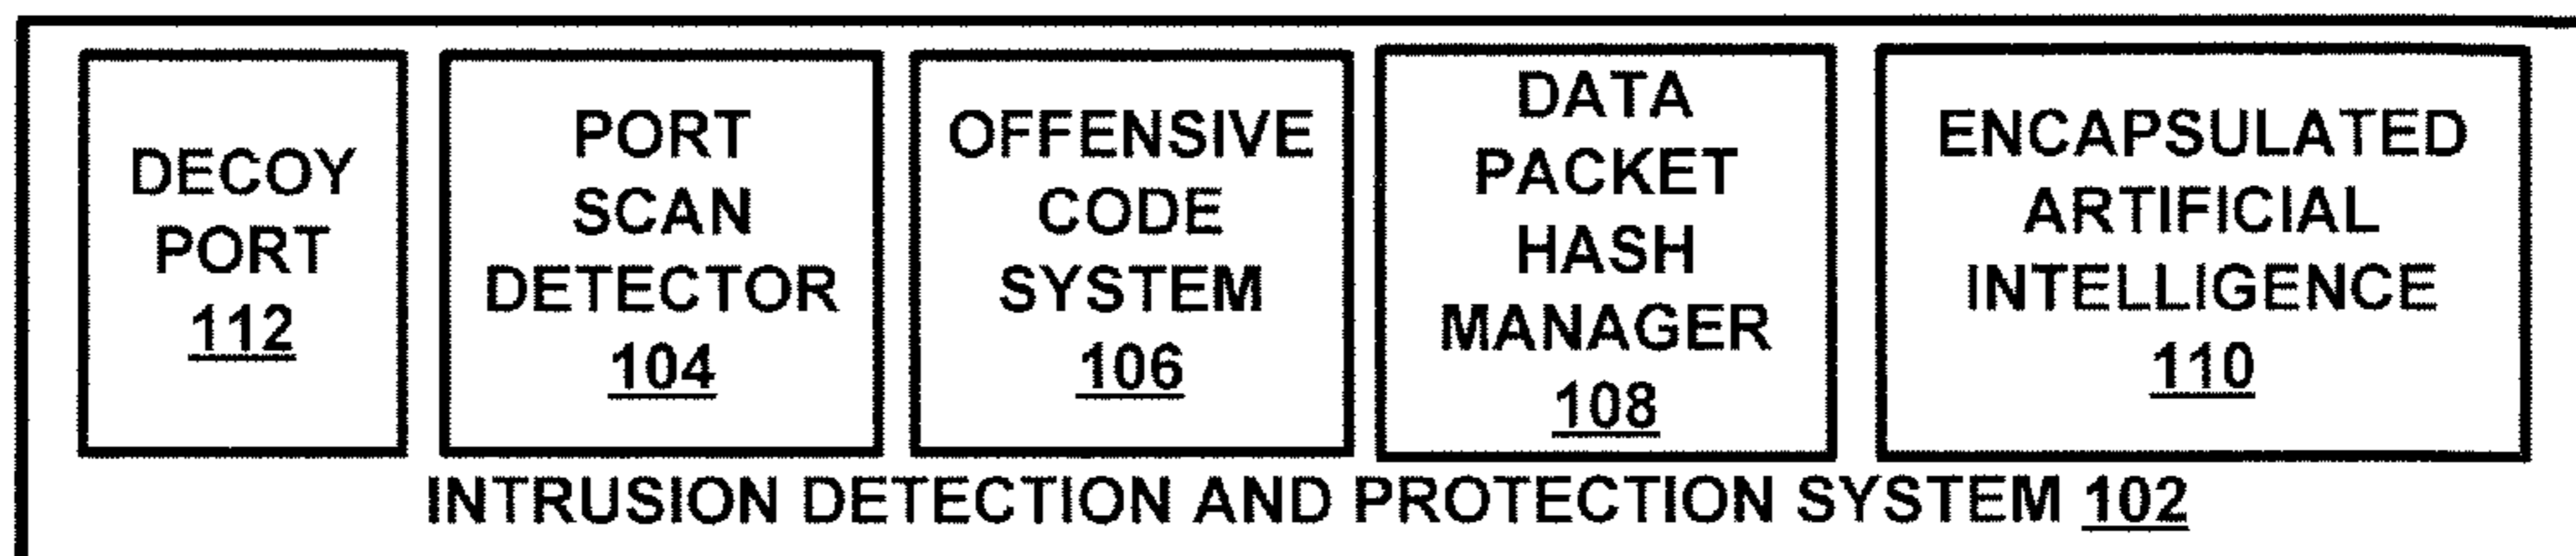 DECOY
PORT
112
PORT
SCAN
DETECTOR
104
OFFENSIVE
CODE
SYSTEM
106
DATA
PACKET
HASH
MANAGER
108
ENCAPSULATED
ARTIFICIAL
INTELLIGENCE
110
INTRUSION DETECTION AND PROTECTION SYSTEM 102